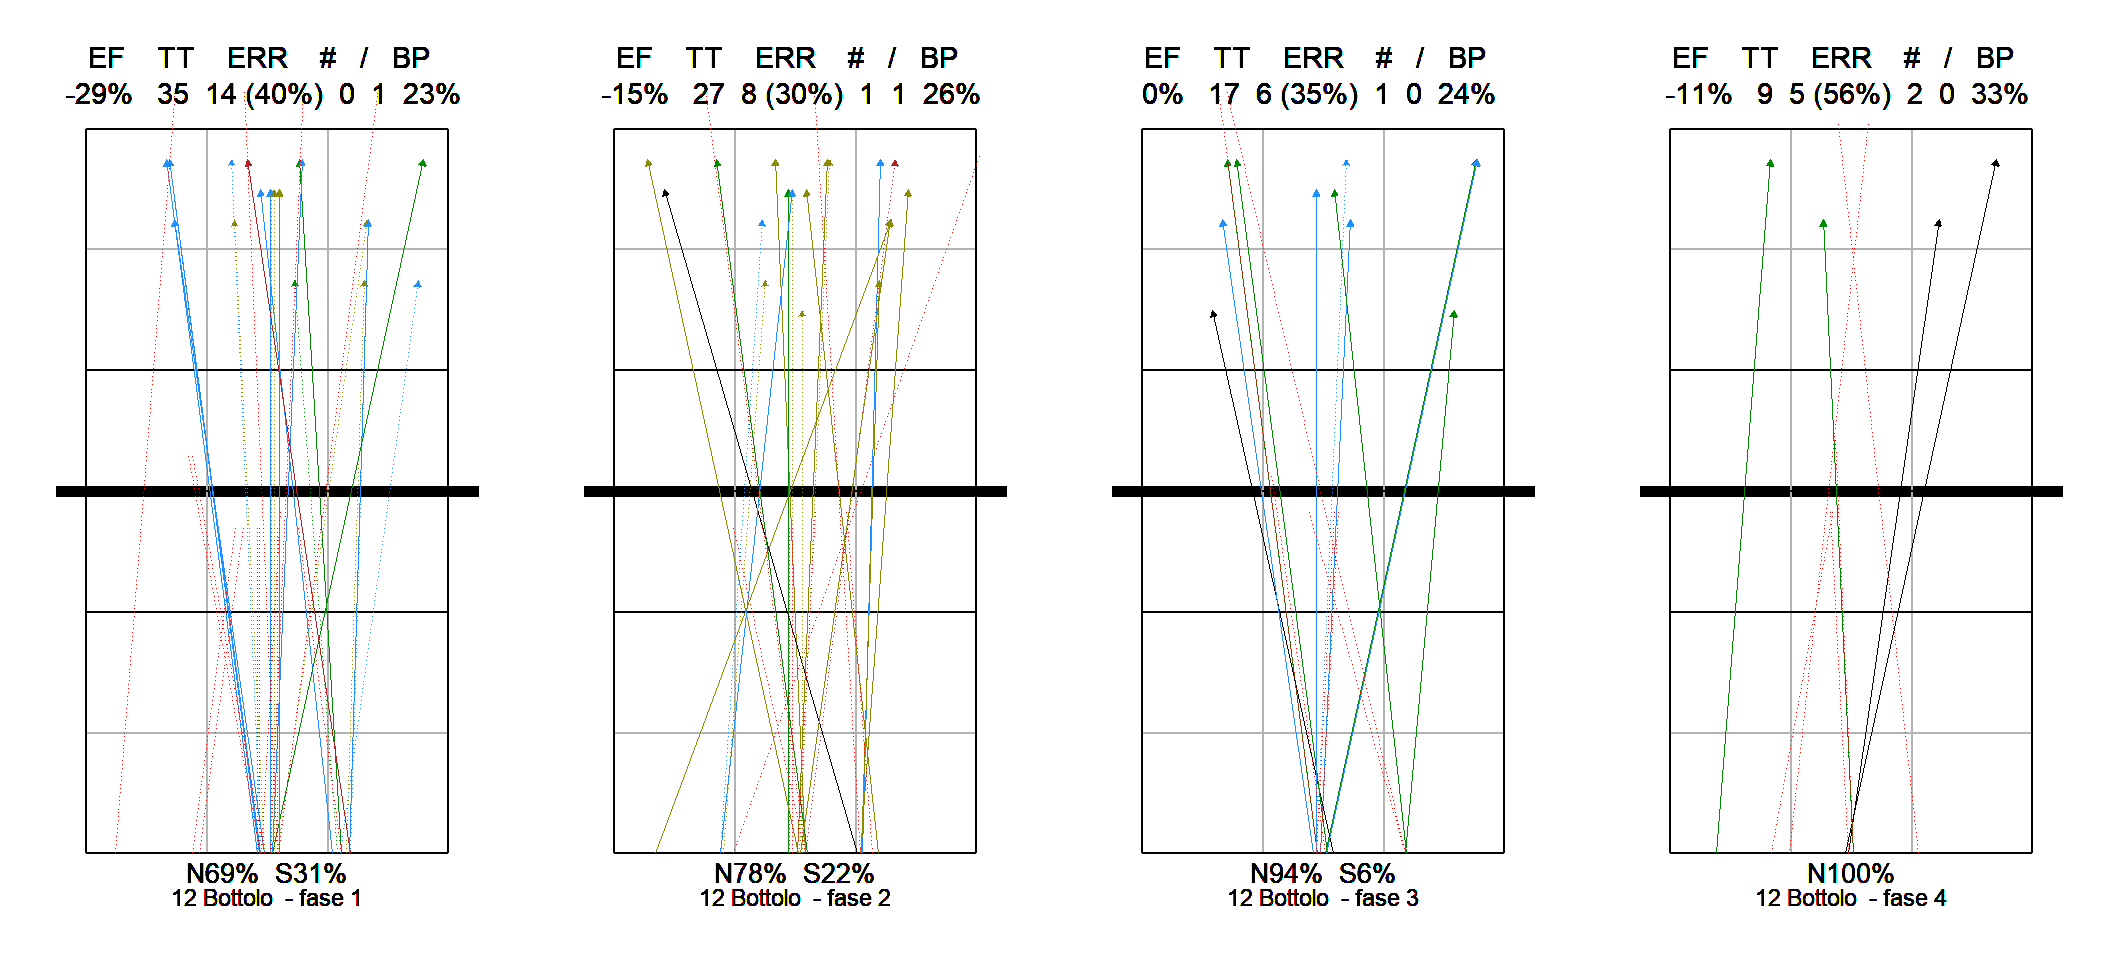 EF TT ERR # / BP
-29% 35 14 (40%) 0 1 23%
N69% S31%
12 Bottolo - fase 1
EF TT ERR # / BP
-15% 27 8 (30%) 1 1 26%
N78% S22%
12 Bottolo - fase 2
EF TT ERR # / BP
0% 17 6 (35%) 1 0 24%
N94% S6%
12 Bottolo - fase 3
EF TT ERR # / BP
-11% 9 5 (56%) 2 0 33%
N100%
12 Bottolo - fase 4